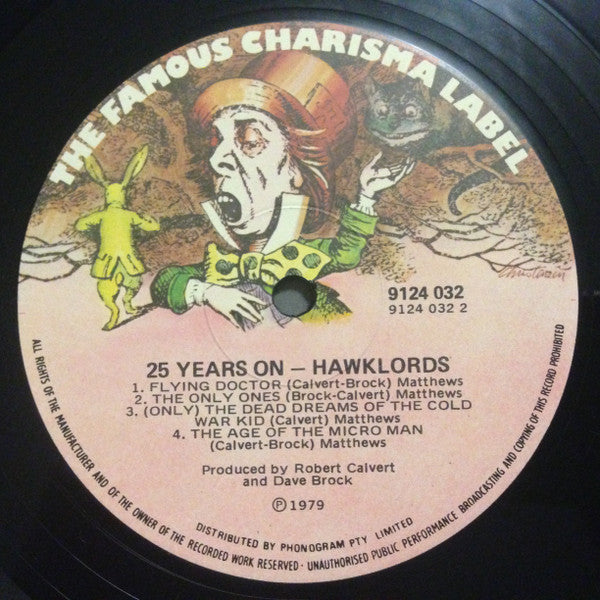 THE FAMOUS CHARISMA LABEL
9124 032
9124 032 2
25 YEARS ON – HAWKLORDS
1. FLYING DOCTOR (Calvert-Brock) Matthews
2. THE ONLY ONES (Brock-Calvert) Matthews
3. (ONLY) THE DEAD DREAMS OF THE COLD
WAR KID (Calvert) Matthews
4. THE AGE OF THE MICRO MAN
(Calvert-Brock) Matthews
Produced by Robert Calvert
and Dave Brock
Ⓟ 1979
DISTRIBUTED BY PHONOGRAM PTY LIMITED
ALL RIGHTS OF THE MANUFACTURER AND OF THE OWNER OF THE RECORDED WORK RESERVED · UNAUTHORISED PUBLIC PERFORMANCE BROADCASTING AND COPYING OF THIS RECORD PROHIBITED